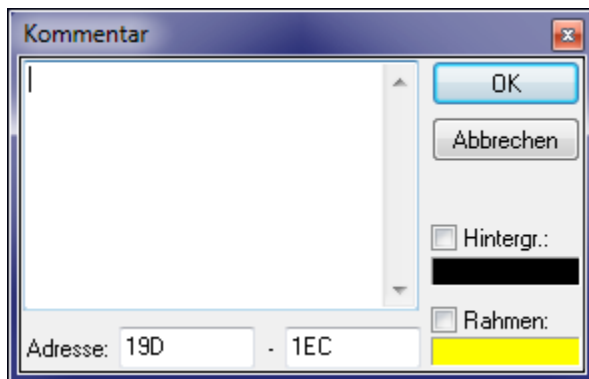 Kommentar
OK
Abbrechen
Hintergr.:
Rahmen:
Adresse: 19D - 1EC